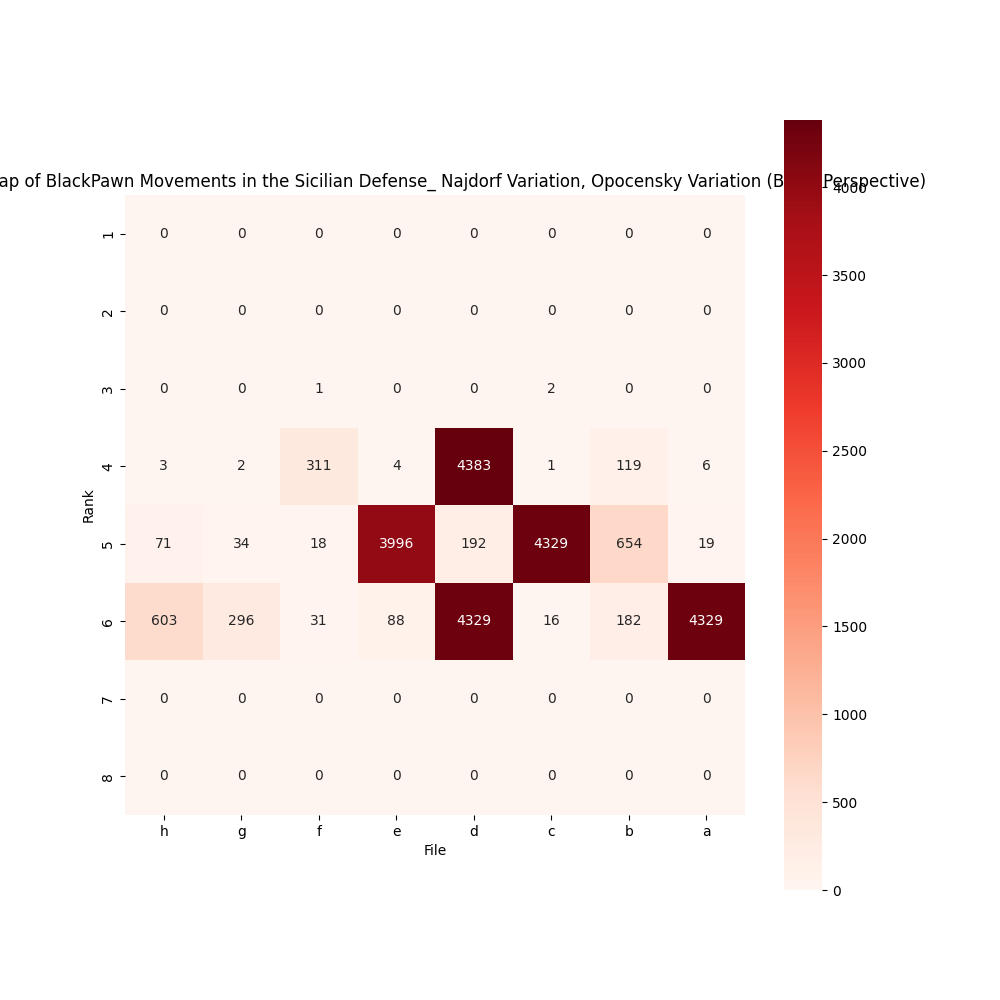 ap of BlackPawn Movements in the Sicilian Defense_ Najdorf Variation, Opocensky Variation (B Perspective)
4000
1 0 0 0 0 0 0 0 0
2 0 0 0 0 0 0 0 0
3500
3 0 0 1 0 0 2 0 0
3000
4 3 2 311 4 4383 1 119 6
2500
Rank
2000
5 71 34 18 3996 192 4329 654 19
6 603 296 31 88 4329 16 182 4329
1500
7 0 0 0 0 0 0 0 0
1000
8 0 0 0 0 0 0 0 0
500
h g f e d c b a
File
0